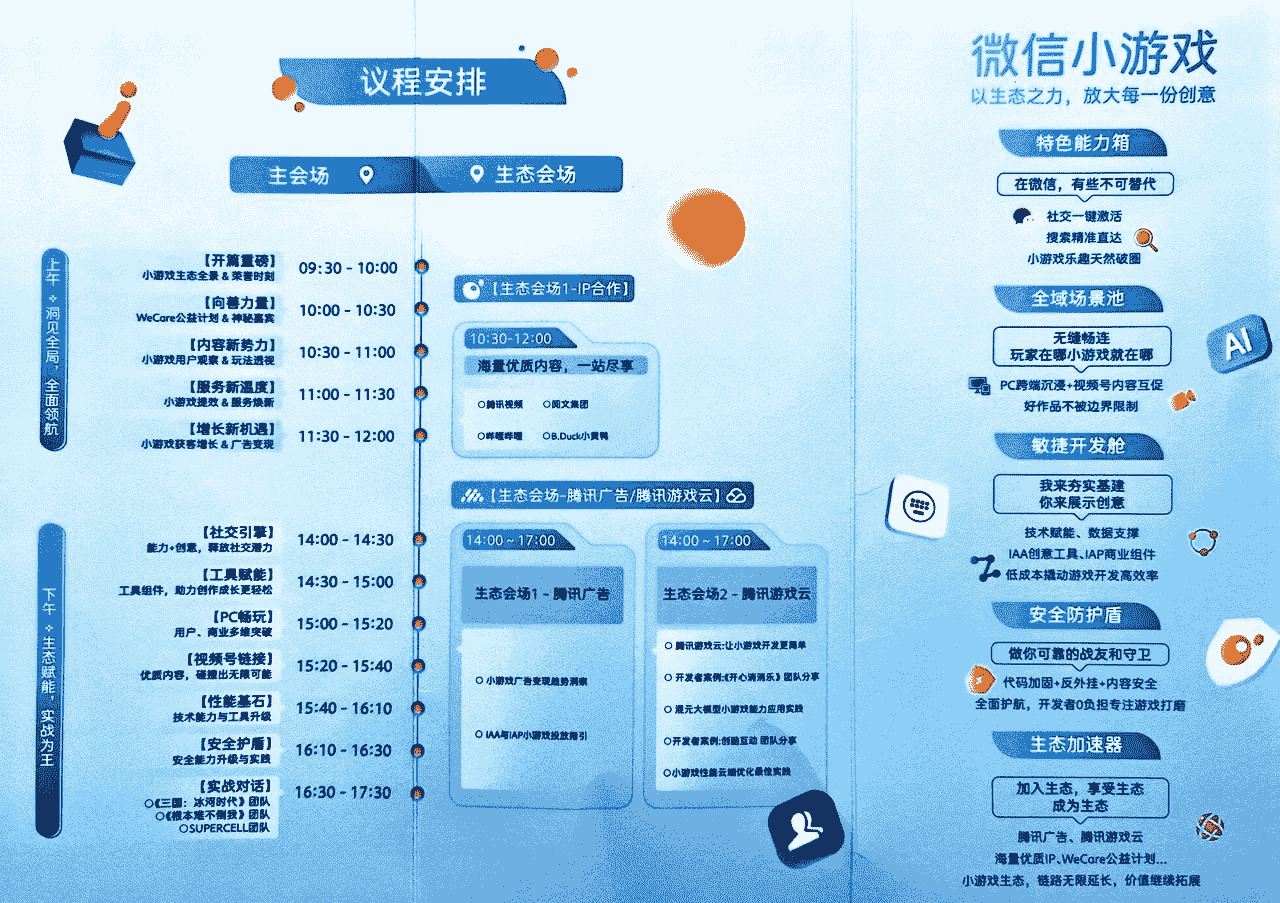 议程安排
主会场
生态会场
上午 ❖ 洞见全局，全面领航
【开篇重磅】
小游戏生态全景 & 荣誉时刻
09:30 - 10:00
【向善力量】
WeCare公益计划 & 神秘嘉宾
10:00 - 10:30
【内容新势力】
小游戏用户观察 & 玩法透视
10:30 - 11:00
【服务新温度】
小游戏提效 & 服务焕新
11:00 - 11:30
【增长新机遇】
小游戏获客增长 & 广告变现
11:30 - 12:00
【生态会场1-IP合作】
10:30-12:00
海量优质内容，一站尽享
○腾讯视频 ○阅文集团
○哔哩哔哩 ○B.Duck小黄鸭
下午 ❖ 生态赋能，实战为王
【社交引擎】
能力+创意，释放社交潜力
14:00 - 14:30
【工具赋能】
工具组件，助力创作成长更轻松
14:30 - 15:00
【PC畅玩】
用户、商业多维突破
15:00 - 15:20
【视频号链接】
优质内容，碰撞出无限可能
15:20 - 15:40
【性能基石】
技术能力与工具升级
15:40 - 16:10
【安全护盾】
安全能力升级与实践
16:10 - 16:30
【实战对话】
○《三国：冰河时代》团队
○《根本难不倒我》团队
○SUPERCELL团队
16:30 - 17:30
【生态会场-腾讯广告/腾讯游戏云】
14:00 ~ 17:00
生态会场1 - 腾讯广告
○ 小游戏广告变现趋势洞察
○ IAA与IAP小游戏投放指引
14:00 ~ 17:00
生态会场2 - 腾讯游戏云
○ 腾讯游戏云:让小游戏开发更简单
○ 开发者案例:《开心消消乐》团队分享
○ 混元大模型小游戏能力应用实践
○开发者案例:创酷互动 团队分享
○小游戏性能云端优化最佳实践
微信小游戏
以生态之力，放大每一份创意
特色能力箱
在微信，有些不可替代
社交一键激活
搜索精准直达
小游戏乐趣天然破圈
全域场景池
无缝畅连
玩家在哪小游戏就在哪
PC跨端沉浸+视频号内容互促
好作品不被边界限制
AI
敏捷开发舱
我来夯实基建
你来展示创意
技术赋能、数据支撑
IAA创意工具、IAP商业组件
低成本撬动游戏开发高效率
安全防护盾
做你可靠的战友和守卫
代码加固+反外挂+内容安全
全面护航，开发者0负担专注游戏打磨
生态加速器
加入生态，享受生态
成为生态
腾讯广告、腾讯游戏云
海量优质IP、WeCare公益计划...
小游戏生态，链路无限延长，价值继续拓展